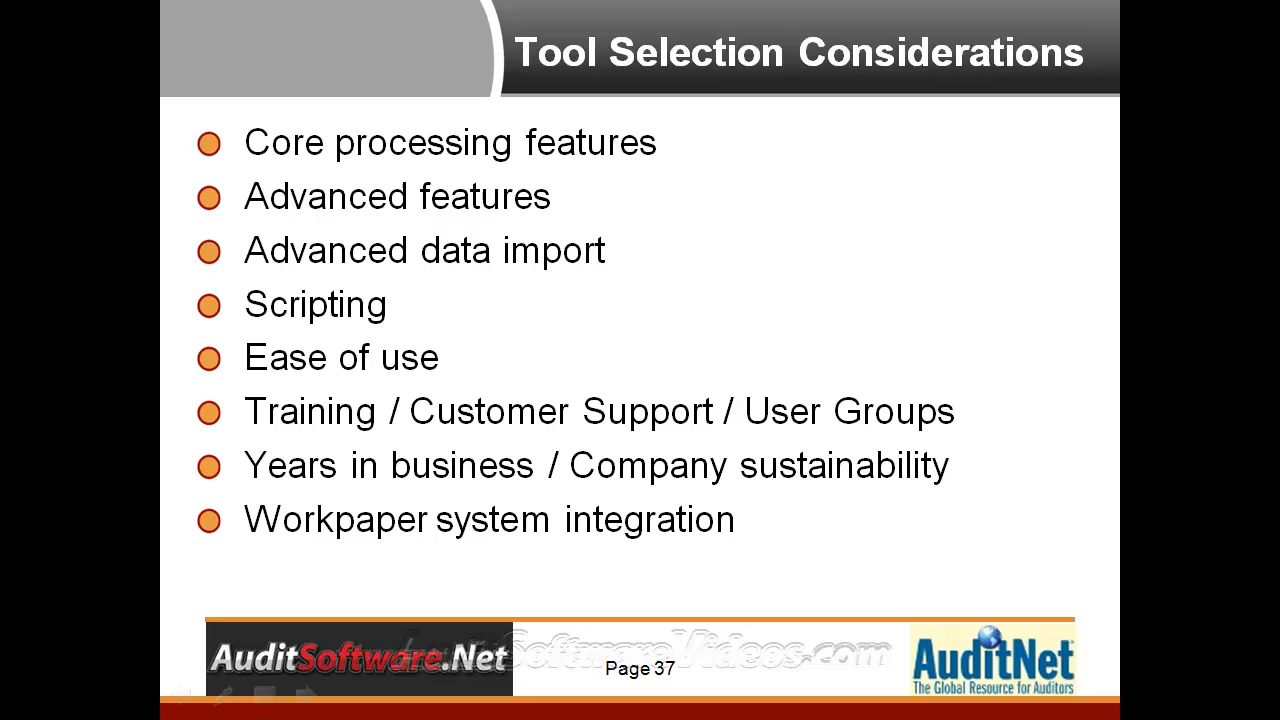 Tool Selection Considerations
Core processing features
Advanced features
Advanced data import
Scripting
Ease of use
Training / Customer Support / User Groups
Years in business / Company sustainability
Workpaper system integration
AuditSoftware.Net
SoftwareVideos.com
Page 37
AuditNet
The Global Resource for Auditors